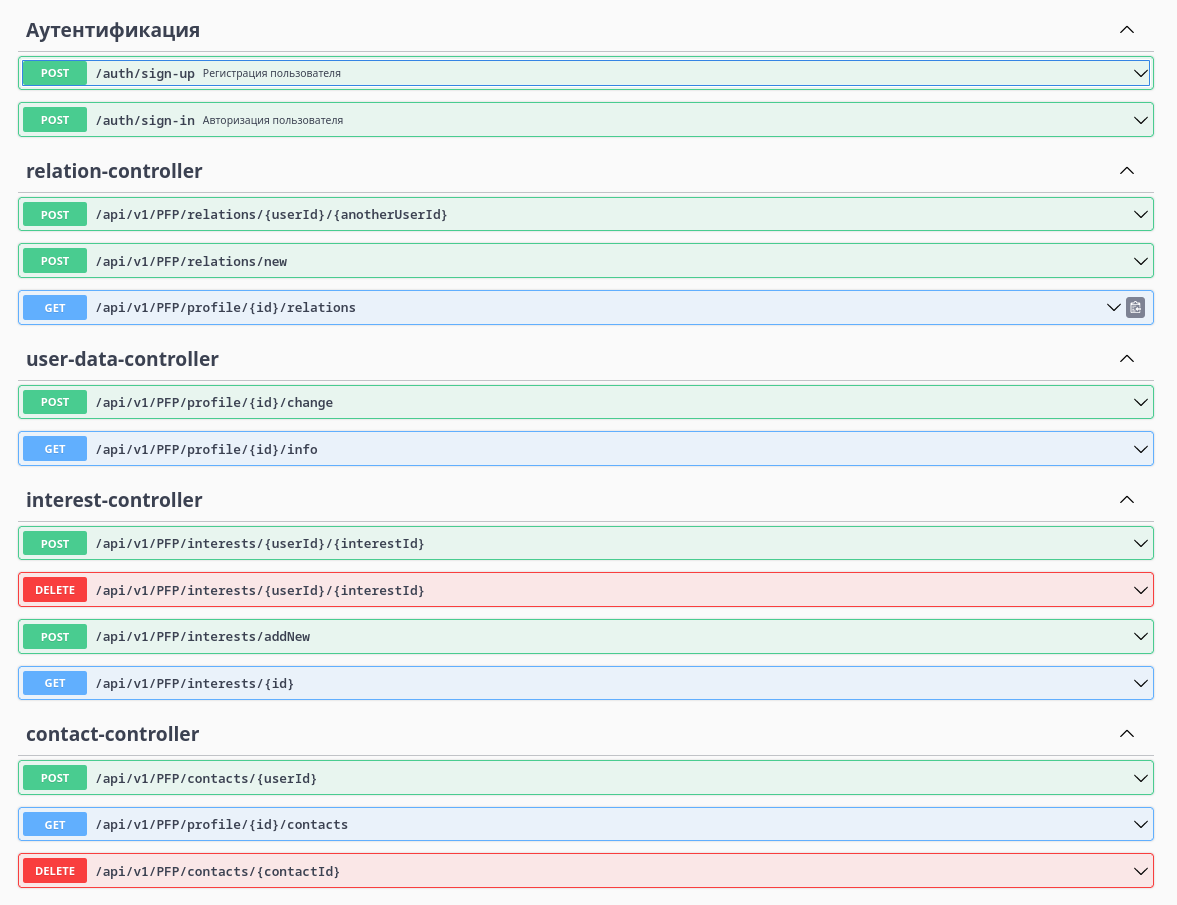 Аутентификация
POST /auth/sign-up Регистрация пользователя
POST /auth/sign-in Авторизация пользователя
relation-controller
POST /api/v1/PFP/relations/{userId}/{anotherUserId}
POST /api/v1/PFP/relations/new
GET /api/v1/PFP/profile/{id}/relations
user-data-controller
POST /api/v1/PFP/profile/{id}/change
GET /api/v1/PFP/profile/{id}/info
interest-controller
POST /api/v1/PFP/interests/{userId}/{interestId}
DELETE /api/v1/PFP/interests/{userId}/{interestId}
POST /api/v1/PFP/interests/addNew
GET /api/v1/PFP/interests/{id}
contact-controller
POST /api/v1/PFP/contacts/{userId}
GET /api/v1/PFP/profile/{id}/contacts
DELETE /api/v1/PFP/contacts/{contactId}